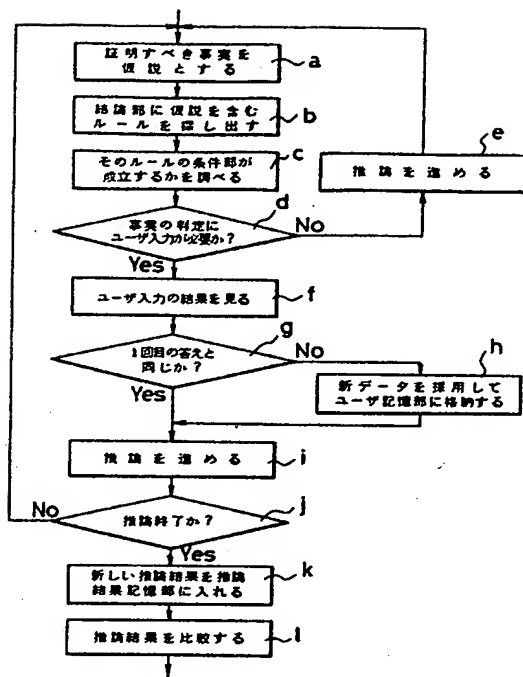 証明すべき事実を
仮説とする
a
結論部に仮説を含む
ルールを探し出す
b
そのルールの条件部が
成立するかを調べる
c
事実の判定に
ユーザ入力が必要か?
d
No
推論を進める
e
Yes
ユーザ入力の結果を見る
f
1回目の答えと
同じか?
g
No
新データを採用して
ユーザ記憶部に格納する
h
Yes
推論を進める
i
推論終了か?
j
No
Yes
新しい推論結果を推論
結果記憶部に入れる
k
推論結果を比較する
l